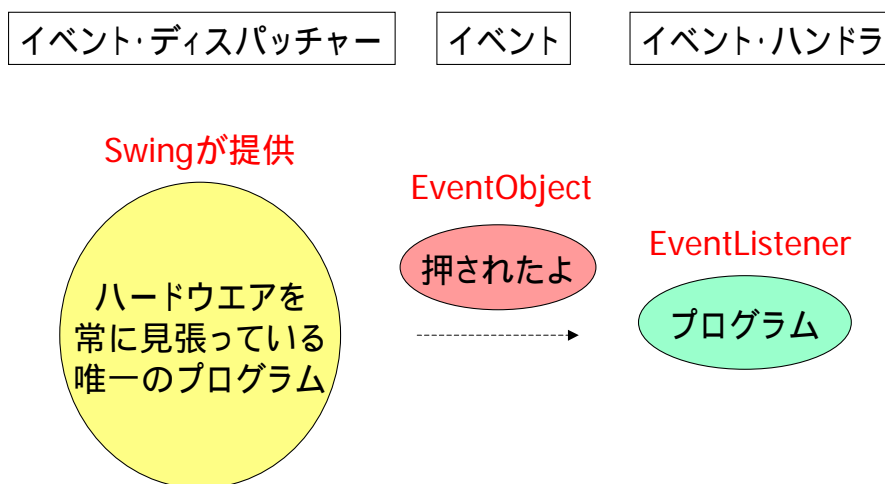 イベント・ディスパッチャー
イベント
イベント・ハンドラ
Swingが提供
EventObject
EventListener
押されたよ
ハードウエアを
常に見張っている
唯一のプログラム
プログラム